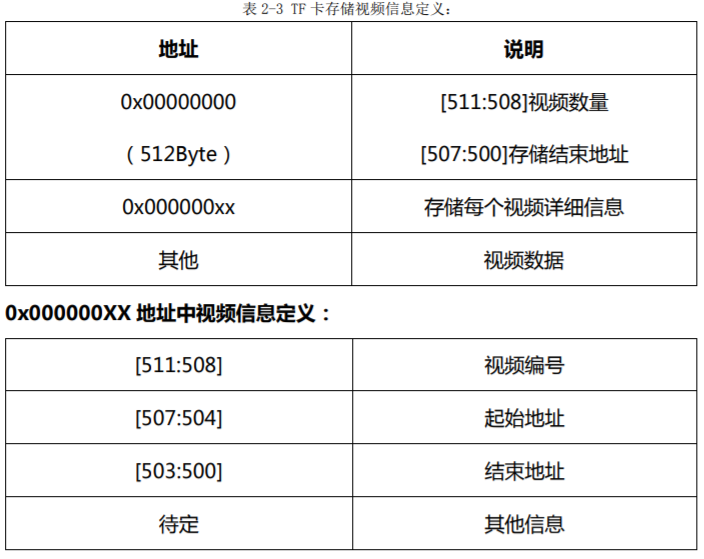 表 2-3 TF 卡存储视频信息定义：
地址 说明
0x00000000 [511:508]视频数量
（512Byte） [507:500]存储结束地址
0x000000xx 存储每个视频详细信息
其他 视频数据
0x000000XX 地址中视频信息定义：
[511:508] 视频编号
[507:504] 起始地址
[503:500] 结束地址
待定 其他信息